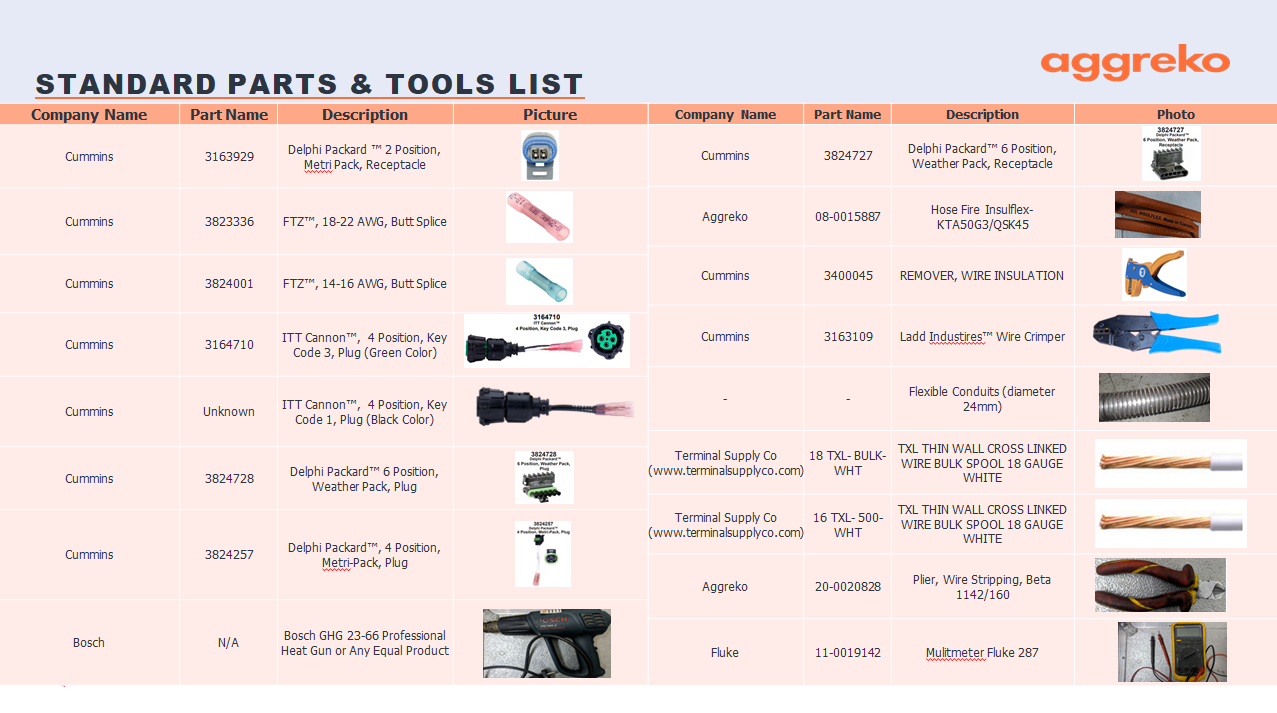 STANDARD PARTS & TOOLS LIST
aggreko
Company Name Part Name Description Picture
Cummins 3163929 Delphi Packard ™ 2 Position,
Metri Pack, Receptacle
Cummins 3823336 FTZ™, 18-22 AWG, Butt Splice
Cummins 3824001 FTZ™, 14-16 AWG, Butt Splice
Cummins 3164710 ITT Cannon™, 4 Position, Key
Code 3, Plug (Green Color)
3164710
ITT Cannon™
4 Position, Key Code 3, Plug
Cummins Unknown ITT Cannon™, 4 Position, Key
Code 1, Plug (Black Color)
Cummins 3824728 Delphi Packard™ 6 Position,
Weather Pack, Plug
3824728
Delphi Packard™
6 Position, Weather Pack,
Plug
Cummins 3824257 Delphi Packard™, 4 Position,
Metri-Pack, Plug
3824257
Delphi Packard™
4 Position, Metri-Pack, Plug
Bosch N/A Bosch GHG 23-66 Professional
Heat Gun or Any Equal Product
BOSCH
Company Name Part Name Description Photo
Cummins 3824727 Delphi Packard™ 6 Position,
Weather Pack, Receptacle
3824727
Delphi Packard™
6 Position, Weather Pack,
Receptacle
Aggreko 08-0015887 Hose Fire Insulflex-
KTA50G3/QSK45
Cummins 3400045 REMOVER, WIRE INSULATION
Cummins 3163109 Ladd Industires™ Wire Crimper
- - Flexible Conduits (diameter
24mm)
Terminal Supply Co
(www.terminalsupplyco.com)
18 TXL- BULK-
WHT
TXL THIN WALL CROSS LINKED
WIRE BULK SPOOL 18 GAUGE
WHITE
Terminal Supply Co
(www.terminalsupplyco.com)
16 TXL- 500-
WHT
TXL THIN WALL CROSS LINKED
WIRE BULK SPOOL 18 GAUGE
WHITE
Aggreko 20-0020828 Plier, Wire Stripping, Beta
1142/160
Fluke 11-0019142 Mulitmeter Fluke 287